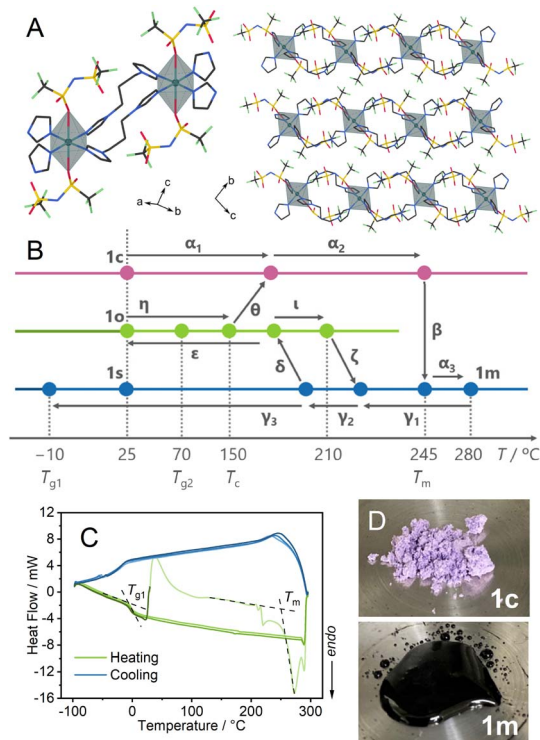 A
c
a
b
b
c
B
1c
α1
α2
1o
η
θ
ι
ε
δ
ζ
β
α3
1s
1m
γ3
γ2
γ1
−10
25
70
150
210
245
280
T / °C
Tg1
Tg2
Tc
Tm
C
12
8
4
0
-4
-8
-12
-16
Heat Flow / mW
Tg1
Tm
Heating
Cooling
endo
-100
0
100
200
300
Temperature / °C
D
1c
1m